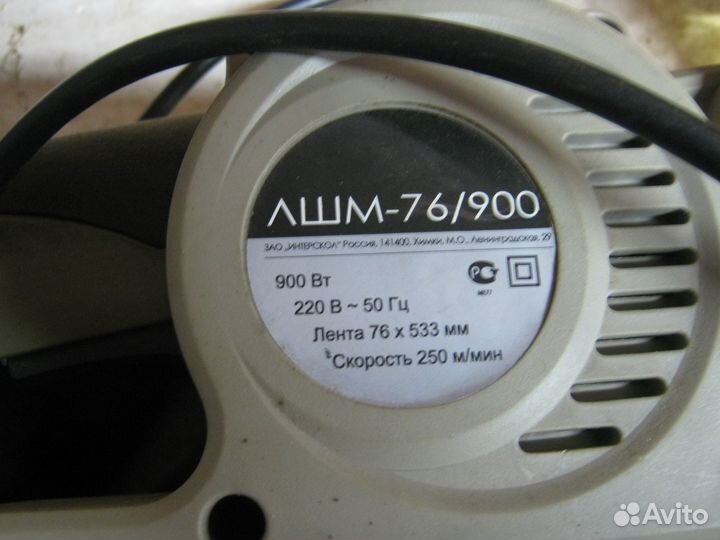 ЛШМ-76/900
ЗАО „ИНТЕРСКОЛ" Россия, 141400, Химки, М.О., Ленинградская, 29
900 Вт
220 В ~ 50 Гц
Лента 76 x 533 мм
Скорость 250 м/мин
РСТ
Avito